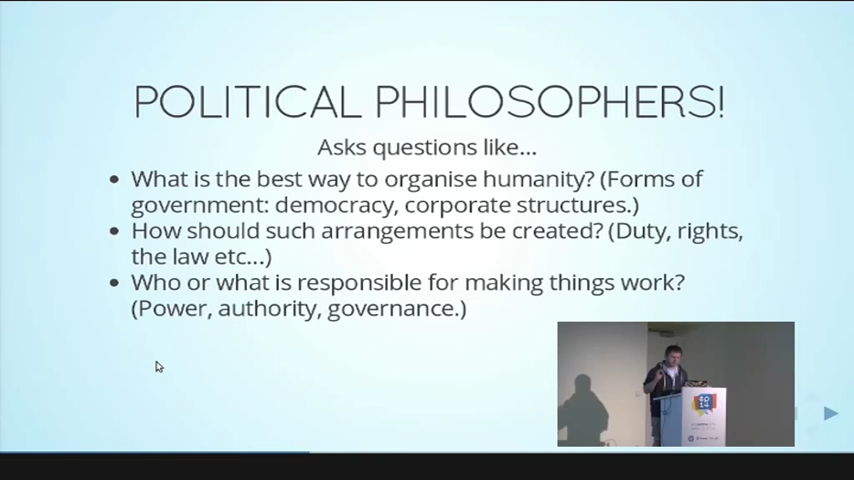 POLITICAL PHILOSOPHERS!
Asks questions like...
• What is the best way to organise humanity? (Forms of
government: democracy, corporate structures.)
• How should such arrangements be created? (Duty, rights,
the law etc...)
• Who or what is responsible for making things work?
(Power, authority, governance.)